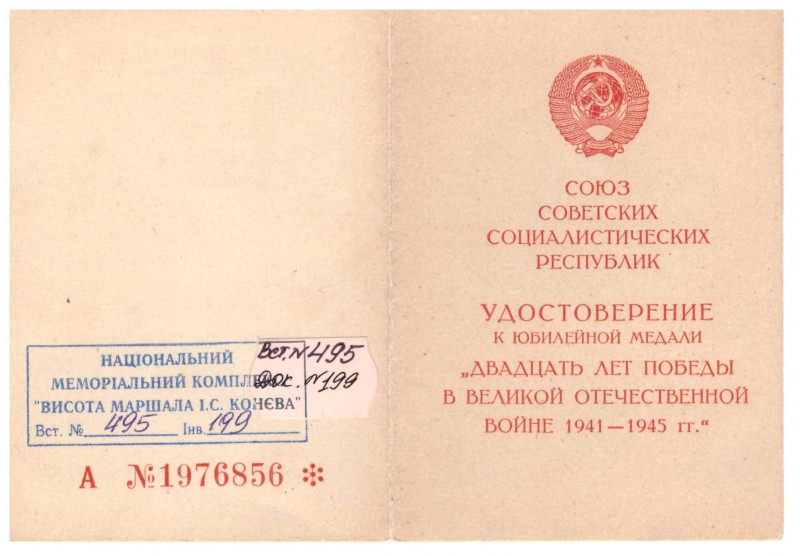 НАЦІОНАЛЬНИЙ
МЕМОРІАЛЬНИЙ КОМПЛЕ
"ВИСОТА МАРШАЛА І.С. КОНЄВА"
Вст. № 495 Інв. 199
Вст. N 495
Док. N 199
А №1976856 *
СОЮЗ
СОВЕТСКИХ
СОЦИАЛИСТИЧЕСКИХ
РЕСПУБЛИК
УДОСТОВЕРЕНИЕ
К ЮБИЛЕЙНОЙ МЕДАЛИ
„ДВАДЦАТЬ ЛЕТ ПОБЕДЫ
В ВЕЛИКОЙ ОТЕЧЕСТВЕННОЙ
ВОЙНЕ 1941—1945 гг.“